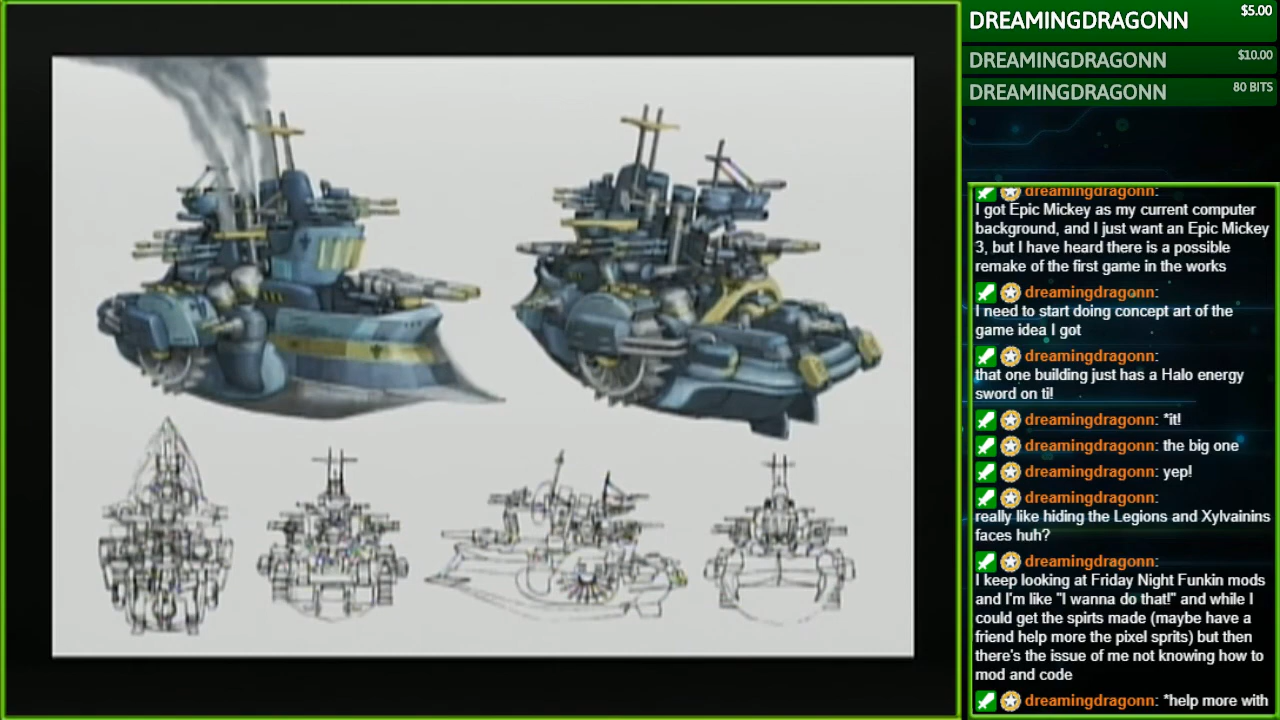 DREAMINGDRAGONN $5.00
DREAMINGDRAGONN $10.00
DREAMINGDRAGONN 80 BITS
dreamingdragonn:
I got Epic Mickey as my current computer
background, and I just want an Epic Mickey
3, but I have heard there is a possible
remake of the first game in the works
dreamingdragonn:
I need to start doing concept art of the
game idea I got
dreamingdragonn:
that one building just has a Halo energy
sword on ti!
dreamingdragonn: *it!
dreamingdragonn: the big one
dreamingdragonn: yep!
dreamingdragonn:
really like hiding the Legions and Xylvainins
faces huh?
dreamingdragonn:
I keep looking at Friday Night Funkin mods
and I'm like "I wanna do that!" and while I
could get the spirts made (maybe have a
friend help more the pixel sprits) but then
there's the issue of me not knowing how to
mod and code
dreamingdragonn: *help more with